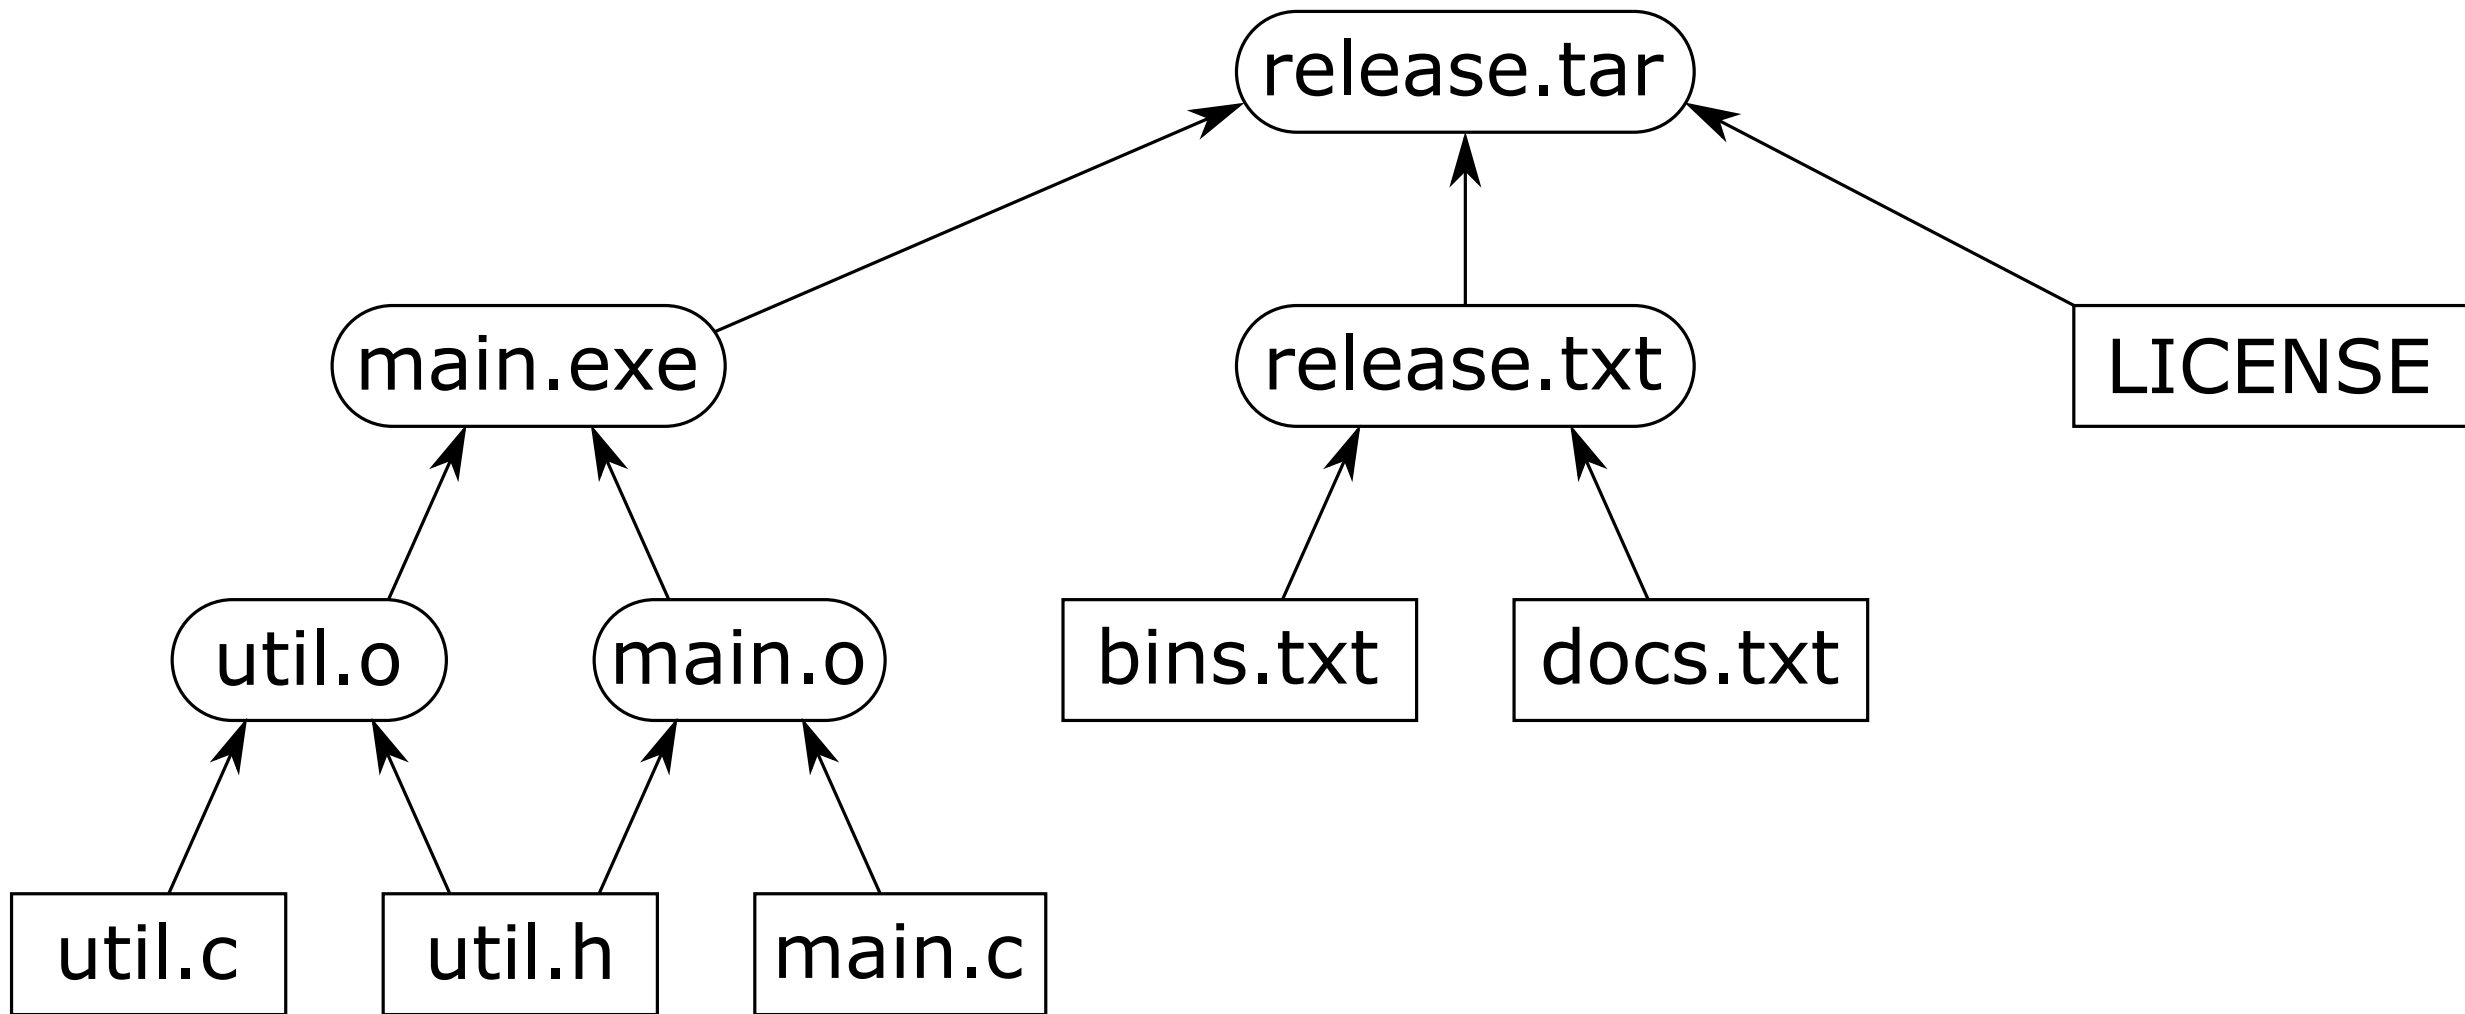 release.tar
main.exe
release.txt
LICENSE
util.o
main.o
bins.txt
docs.txt
util.c
util.h
main.c